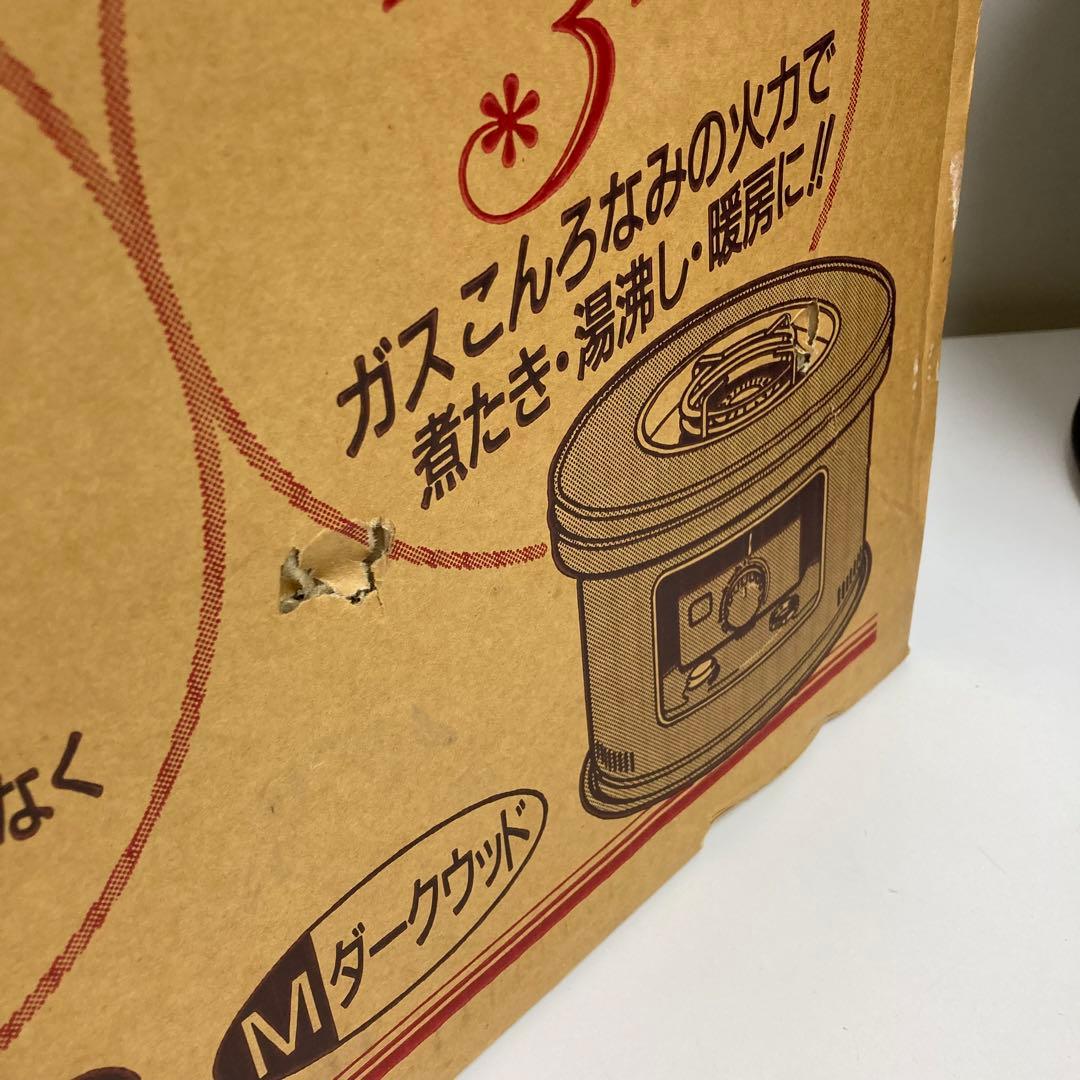 ガスこんろなみの火力で
煮たき・湯沸し・暖房に!!
なく
M ダークウッド